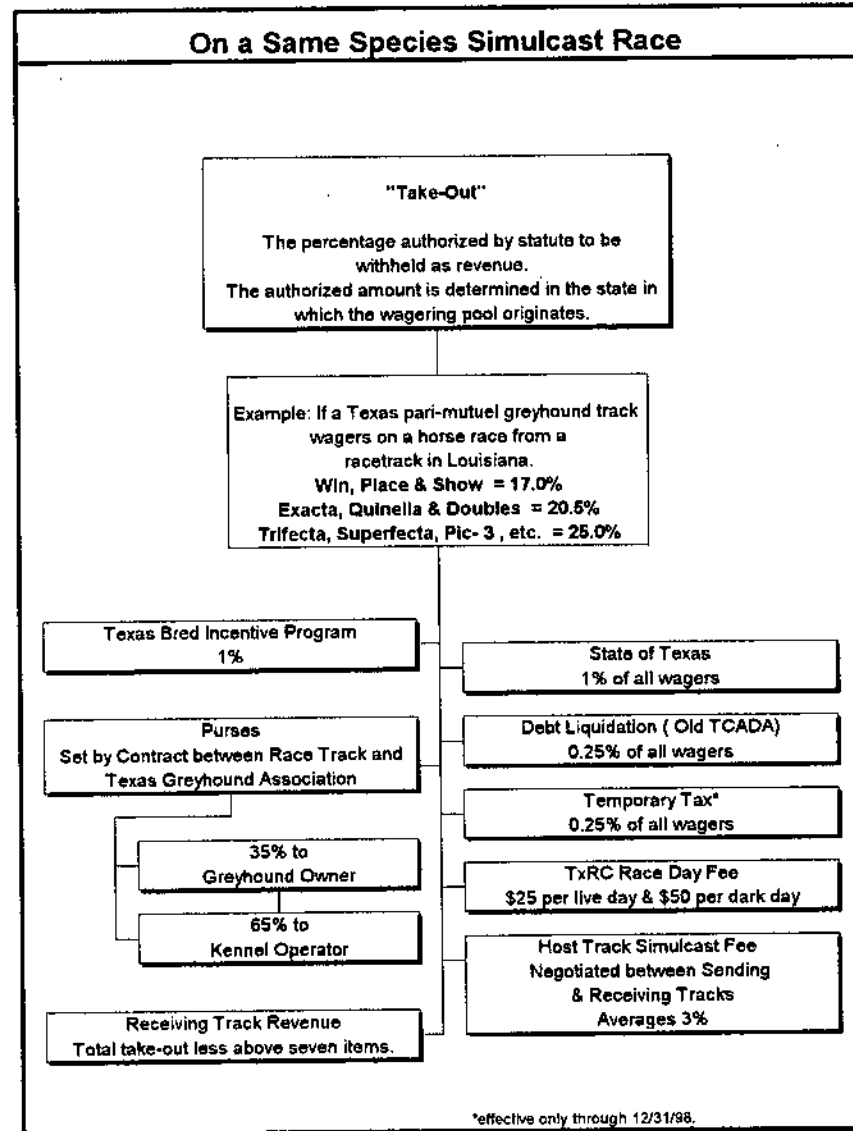 On a Same Species Simulcast Race
"Take-Out"
The percentage authorized by statute to be
withheld as revenue.
The authorized amount is determined in the state in
which the wagering pool originates.
Example: If a Texas pari-mutuel greyhound track
wagers on a horse race from a
racetrack in Louisiana.
Win, Place & Show = 17.0%
Exacta, Quinella & Doubles = 20.5%
Trifecta, Superfecta, Pic- 3 , etc. = 25.0%
Texas Bred Incentive Program
1%
Purses
Set by Contract between Race Track and
Texas Greyhound Association
35% to
Greyhound Owner
65% to
Kennel Operator
Receiving Track Revenue
Total take-out less above seven items.
State of Texas
1% of all wagers
Debt Liquidation ( Old TCADA)
0.25% of all wagers
Temporary Tax*
0.25% of all wagers
TxRC Race Day Fee
$25 per live day & $50 per dark day
Host Track Simulcast Fee
Negotiated between Sending
& Receiving Tracks
Averages 3%
*effective only through 12/31/98.